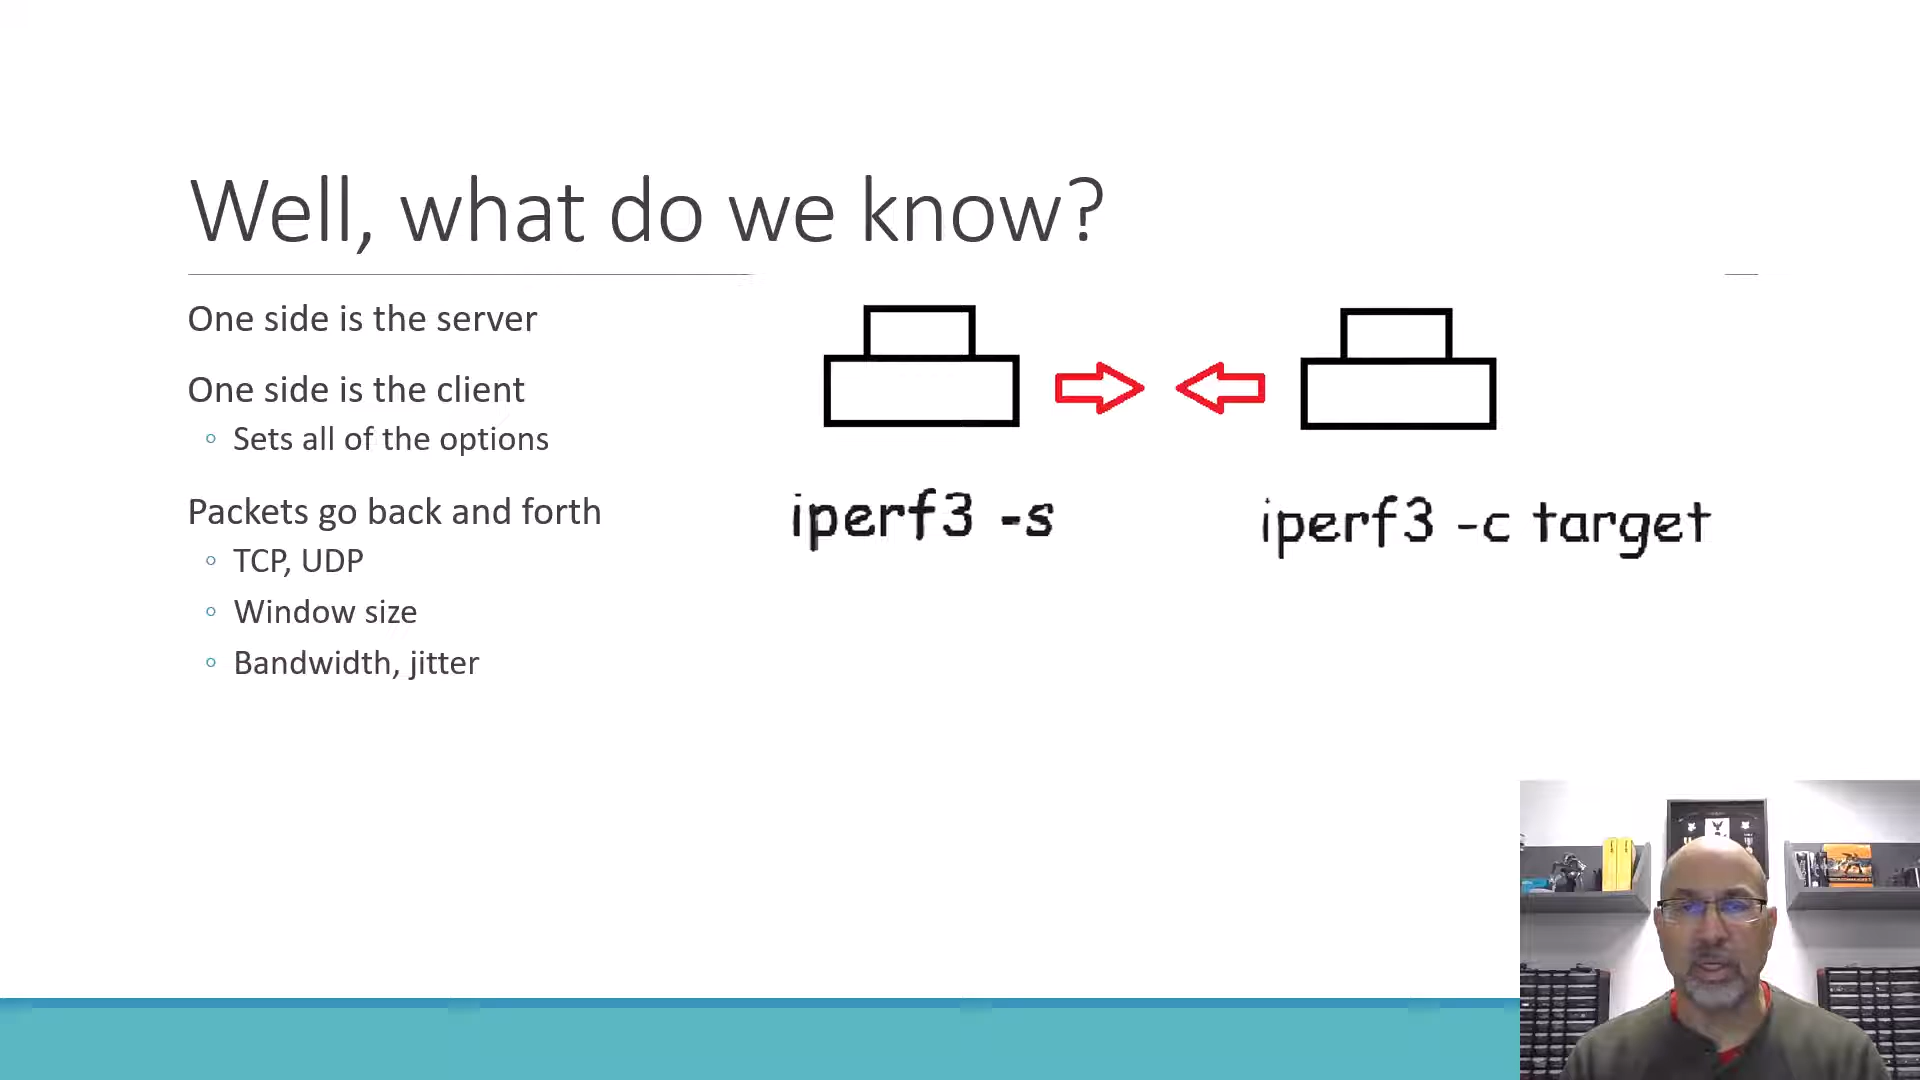 Well, what do we know?
One side is the server
One side is the client
Sets all of the options
Packets go back and forth
TCP, UDP
Window size
Bandwidth, jitter
iperf3 -s
iperf3 -c target